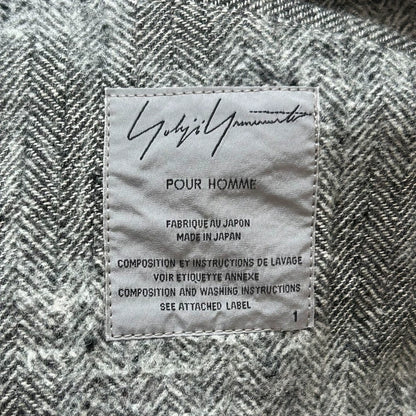 Yohji Yamamoto
POUR HOMME
FABRIQUE AU JAPON
MADE IN JAPAN
COMPOSITION ET INSTRUCTIONS DE LAVAGE
VOIR ETIQUETTE ANNEXE
COMPOSITION AND WASHING INSTRUCTIONS
SEE ATTACHED LABEL
1